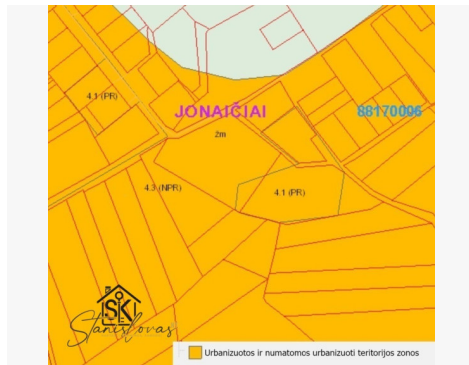 4.1 (PR)
JONAIČIAI
88170006
2m
4.3 (NPR)
4.1 (PR)
SKL
Stanislovas
Urbanizuotos ir numatomos urbanizuoti teritorijos zonos